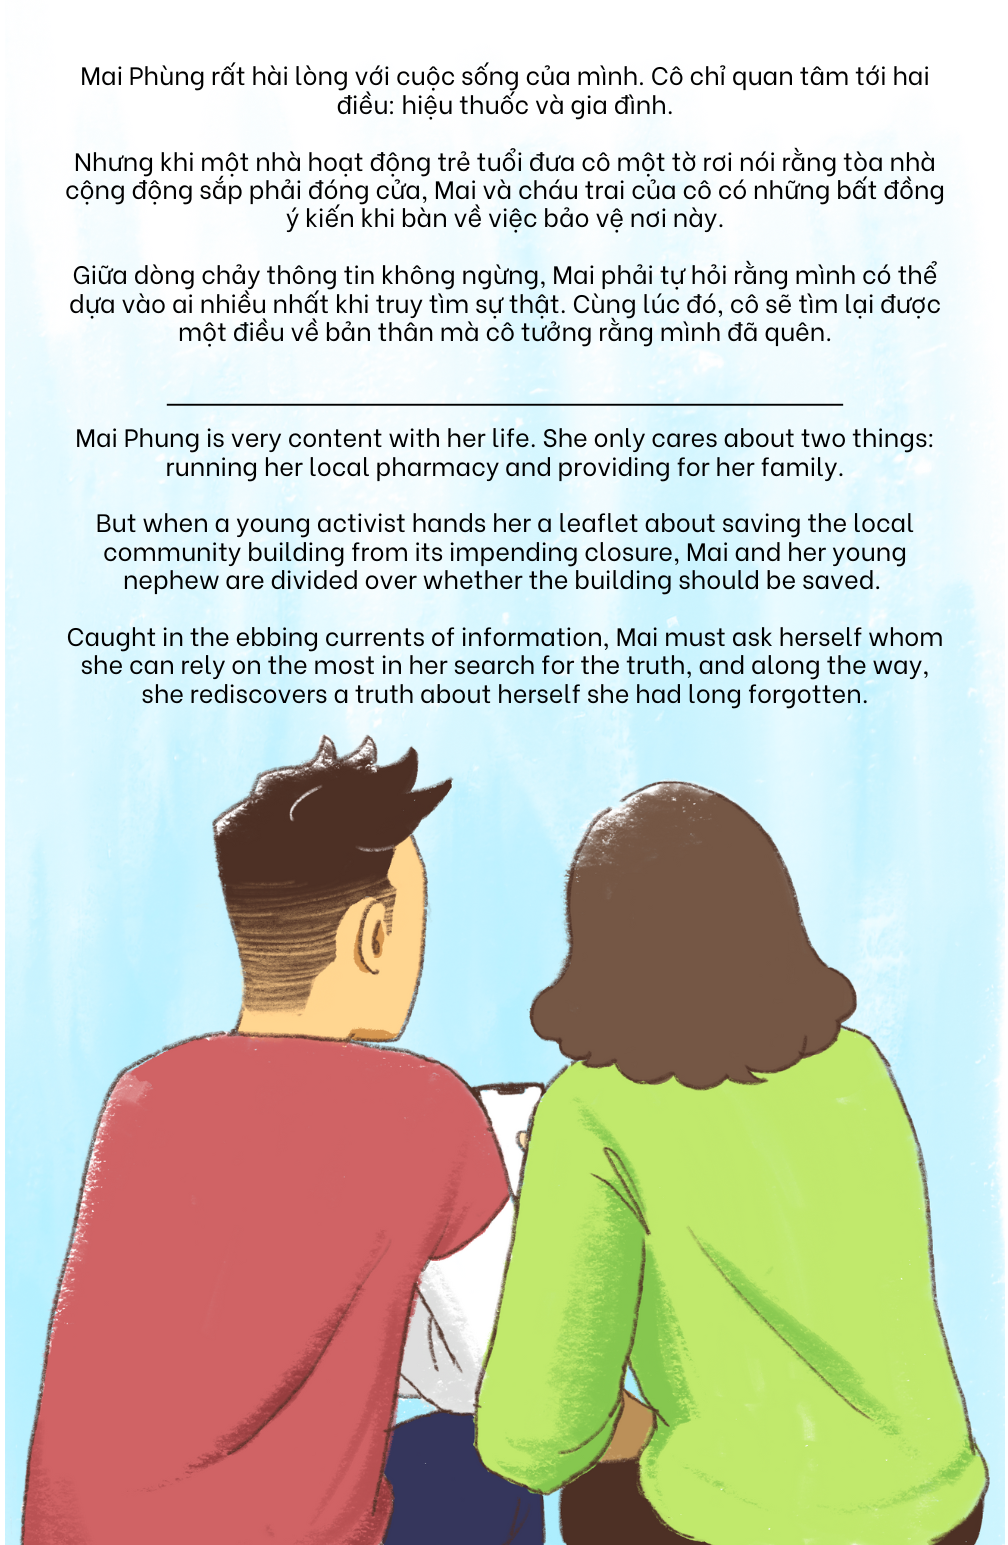 Mai Phùng rất hài lòng với cuộc sống của mình. Cô chỉ quan tâm tới hai
điều: hiệu thuốc và gia đình.
Nhưng khi một nhà hoạt động trẻ tuổi đưa cô một tờ rơi nói rằng tòa nhà
cộng động sắp phải đóng cửa, Mai và cháu trai của cô có những bất đồng
ý kiến khi bàn về việc bảo vệ nơi này.
Giữa dòng chảy thông tin không ngừng, Mai phải tự hỏi rằng mình có thể
dựa vào ai nhiều nhất khi truy tìm sự thật. Cùng lúc đó, cô sẽ tìm lại được
một điều về bản thân mà cô tưởng rằng mình đã quên.
Mai Phung is very content with her life. She only cares about two things:
running her local pharmacy and providing for her family.
But when a young activist hands her a leaflet about saving the local
community building from its impending closure, Mai and her young
nephew are divided over whether the building should be saved.
Caught in the ebbing currents of information, Mai must ask herself whom
she can rely on the most in her search for the truth, and along the way,
she rediscovers a truth about herself she had long forgotten.